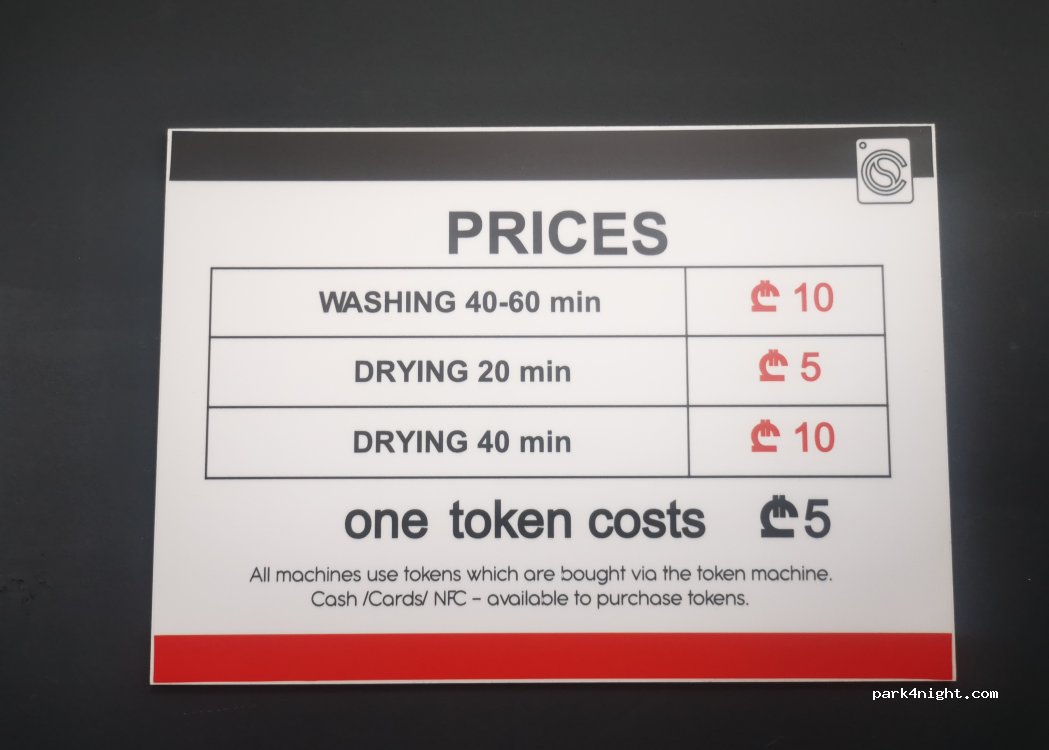 PRICES
WASHING 40-60 min ₾ 10
DRYING 20 min ₾ 5
DRYING 40 min ₾ 10
one token costs ₾5
All machines use tokens which are bought via the token machine.
Cash /Cards/ NFC - available to purchase tokens.
park4night.com